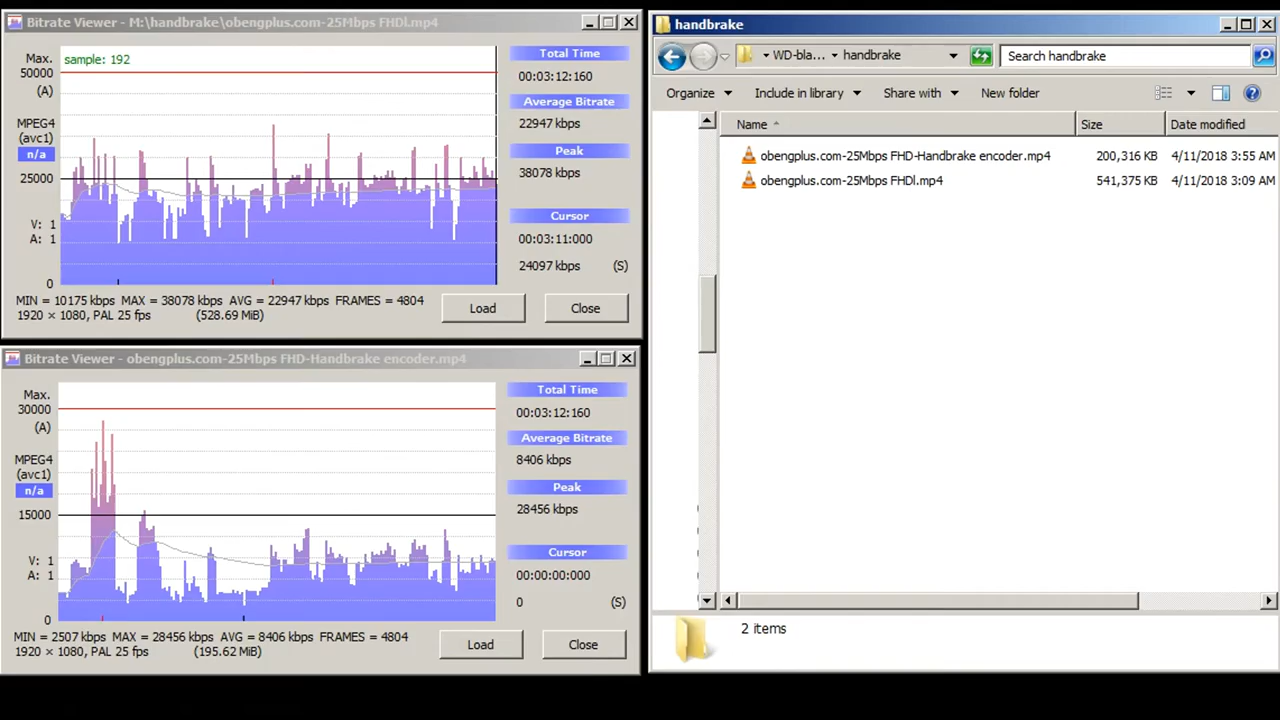 Bitrate Viewer - M:\handbrake\obengplus.com-25Mbps FHDl.mp4
sample: 192
Max.
50000
(A)
MPEG4
(avc1)
n/a
25000
V: 1
A: 1
0
Total Time
00:03:12:160
Average Bitrate
22947 kbps
Peak
38078 kbps
Cursor
00:03:11:000
24097 kbps (S)
MIN = 10175 kbps MAX = 38078 kbps AVG = 22947 kbps FRAMES = 4804
1920 × 1080, PAL 25 fps (528.69 MiB)
Load Close
Bitrate Viewer - obengplus.com-25Mbps FHD-Handbrake encoder.mp4
Max.
30000
(A)
MPEG4
(avc1)
n/a
15000
V: 1
A: 1
0
Total Time
00:03:12:160
Average Bitrate
8406 kbps
Peak
28456 kbps
Cursor
00:00:00:000
0 (S)
MIN = 2507 kbps MAX = 28456 kbps AVG = 8406 kbps FRAMES = 4804
1920 × 1080, PAL 25 fps (195.62 MiB)
Load Close
handbrake
WD-bla... handbrake Search handbrake
Organize Include in library Share with New folder
Name Size Date modified
obengplus.com-25Mbps FHD-Handbrake encoder.mp4 200,316 KB 4/11/2018 3:55 AM
obengplus.com-25Mbps FHDl.mp4 541,375 KB 4/11/2018 3:09 AM
2 items